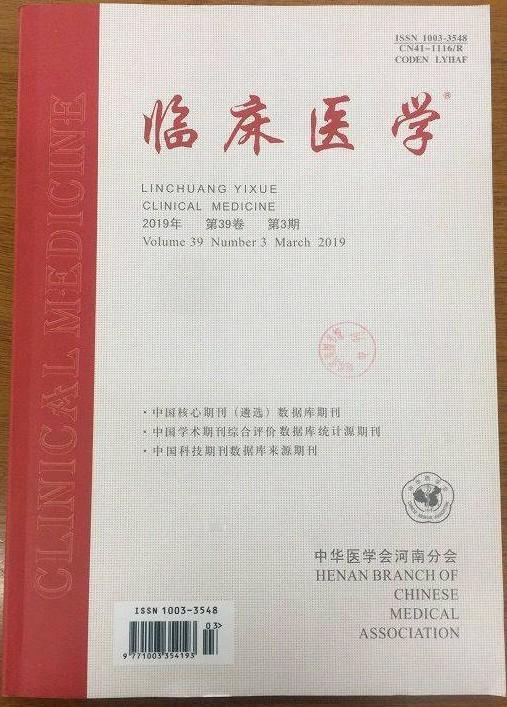 ISSN 1003-3548
CN41-1116/R
CODEN LYIIAF
临床医学®
LINCHUANG YIXUE
CLINICAL MEDICINE
2019年 第39卷 第3期
Volume 39 Number 3 March 2019
CLINICAL MEDICINE
·中国核心期刊（遴选）数据库期刊
·中国学术期刊综合评价数据库统计源期刊
·中国科技期刊数据库来源期刊
中华医学会河南分会
HENAN BRANCH OF
CHINESE
MEDICAL
ASSOCIATION
ISSN 1003-3548
03>
9 771003 354193